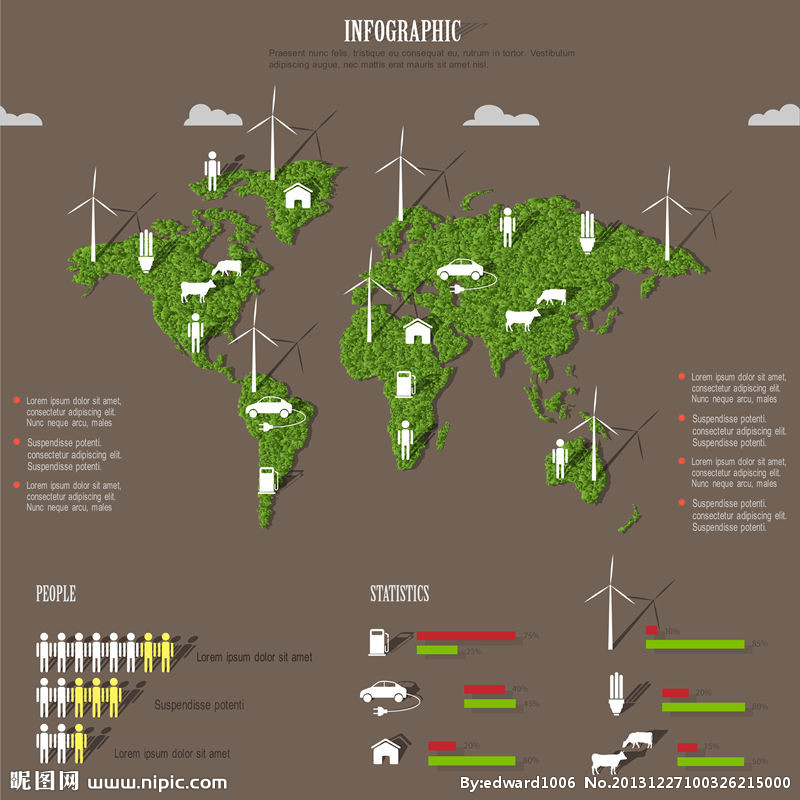 INFOGRAPHIC
Praesent nunc felis, tristique eu consequat eu, rutrum in tortor. Vestibulum
adipiscing augue, nec mattis erat mauris sit amet nisl.
Lorem ipsum dolor sit amet,
consectetur adipiscing elit.
Nunc neque arcu, males
Suspendisse potenti.
consectetur adipiscing elit.
Suspendisse potenti.
Lorem ipsum dolor sit amet,
consectetur adipiscing elit.
Nunc neque arcu, males
Lorem ipsum dolor sit amet,
consectetur adipiscing elit.
Nunc neque arcu, males
Suspendisse potenti.
consectetur adipiscing elit.
Suspendisse potenti.
Lorem ipsum dolor sit amet,
consectetur adipiscing elit.
Nunc neque arcu, males
Suspendisse potenti.
consectetur adipiscing elit.
Suspendisse potenti.
PEOPLE
Lorem ipsum dolor sit amet
Suspendisse potenti
Lorem ipsum dolor sit amet
STATISTICS
75%
25%
40%
45%
20%
80%
10%
85%
20%
80%
15%
50%
昵图网 www.nipic.com
By:edward1006 No.20131227100326215000